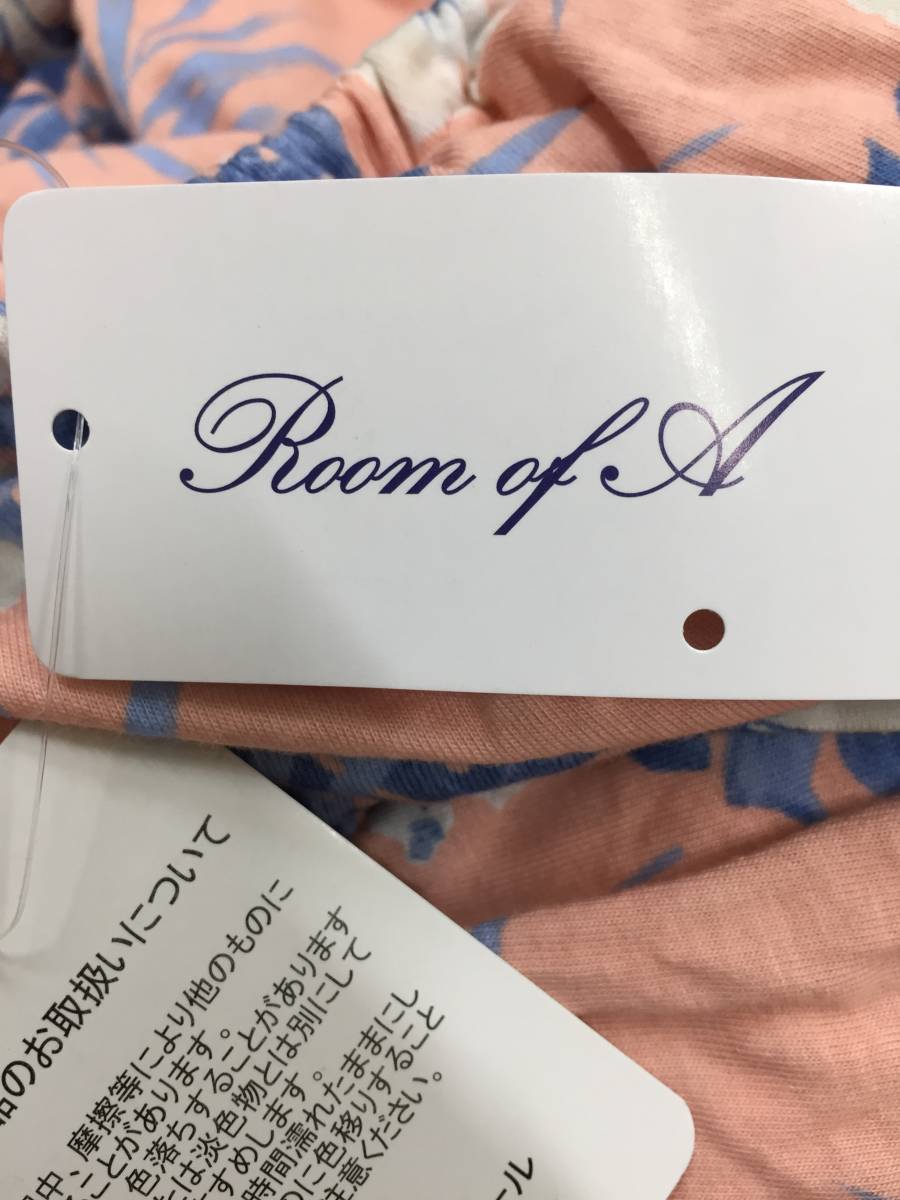 Room of A
品のお取扱いについて
中、摩擦等により他のものに
ことがあります。
色落ちすることがあります
は淡色物とは別にして
すめします。
時間濡れたままにし
つに色移りすること
注意ください。
ール